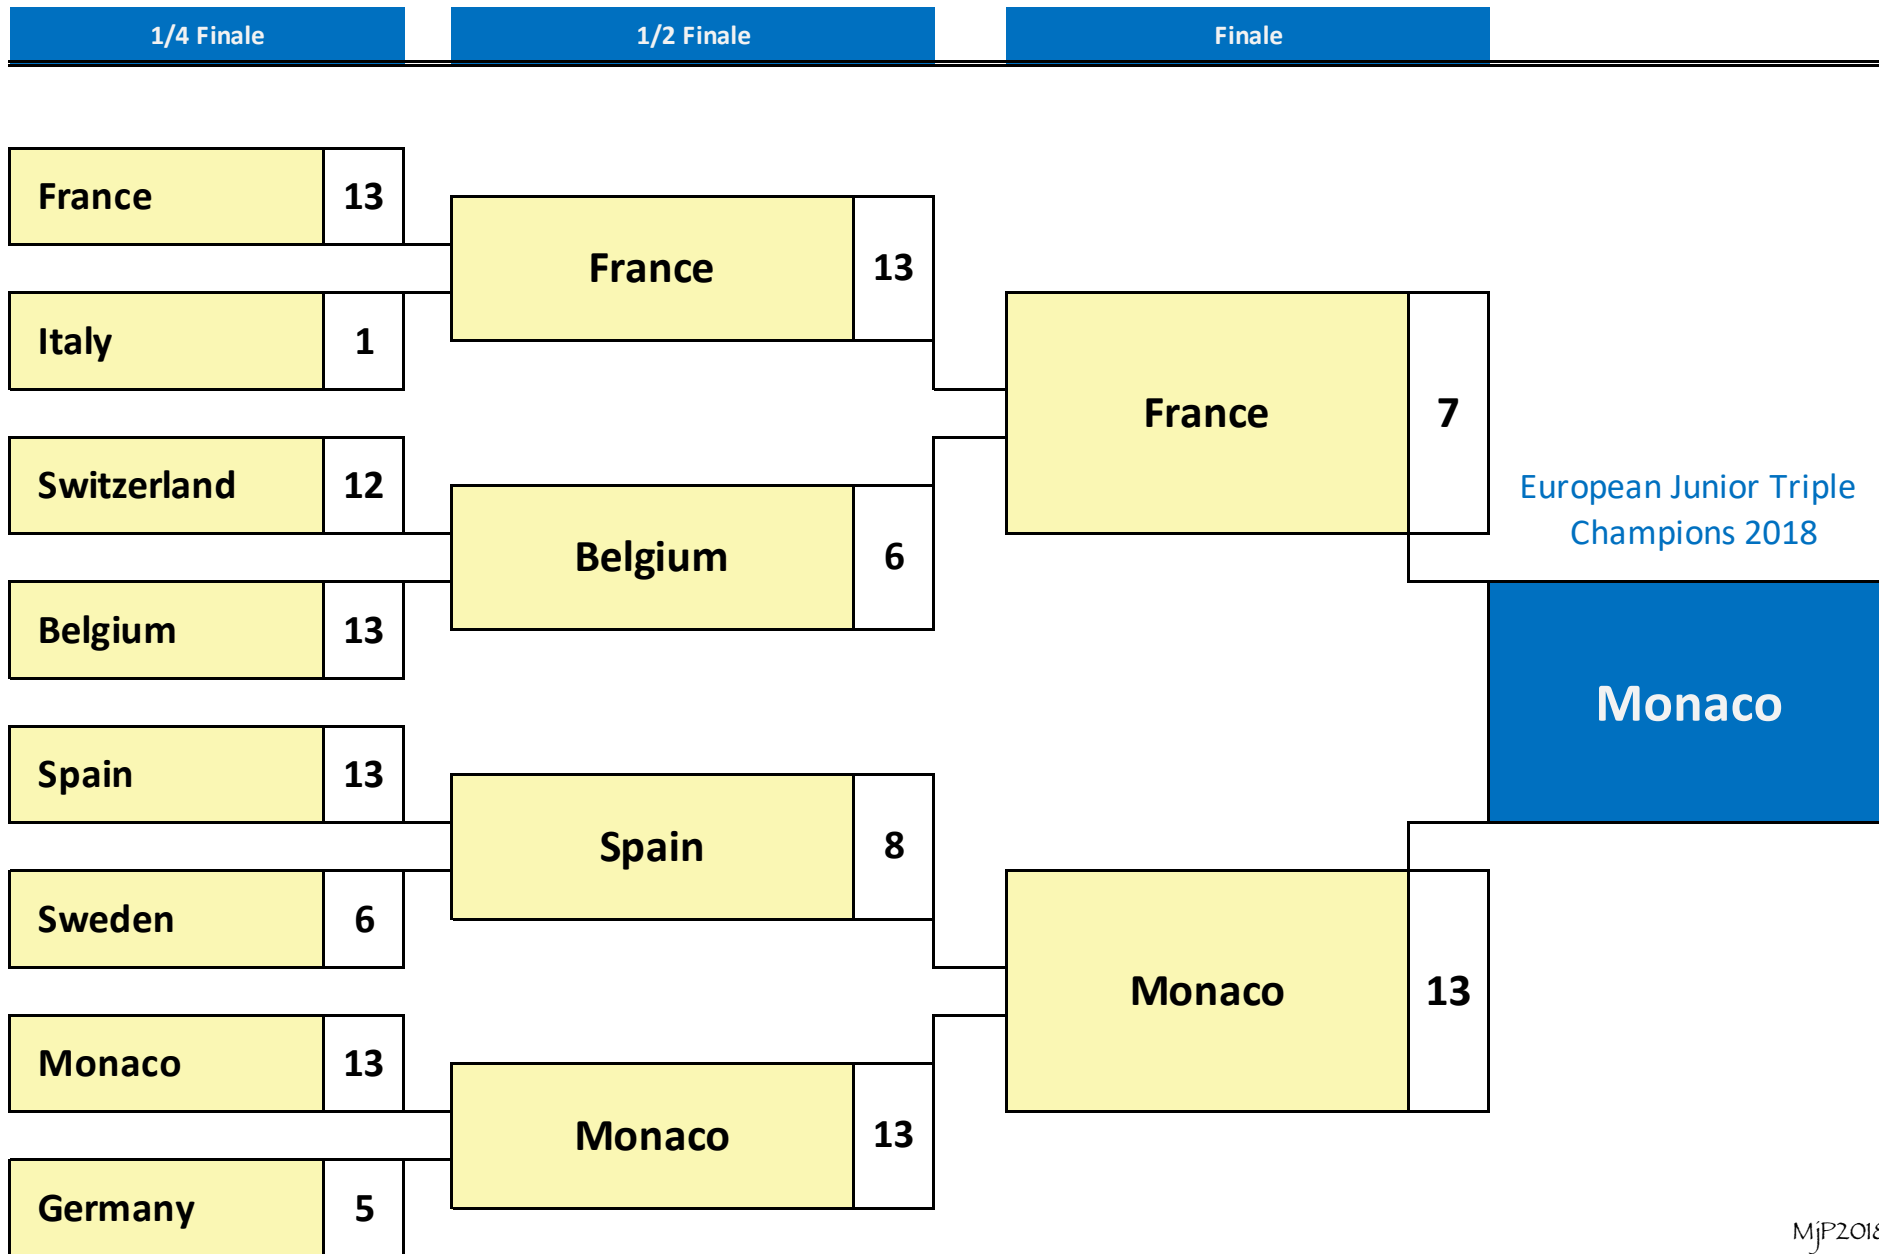 1/4 Finale 1/2 Finale Finale
France 13
France 13
Italy 1
France 7
Switzerland 12
European Junior Triple
Champions 2018
Belgium 6
Belgium 13
Monaco
Spain 13
Spain 8
Sweden 6
Monaco 13
Monaco 13
Monaco 13
Germany 5
MjP2018